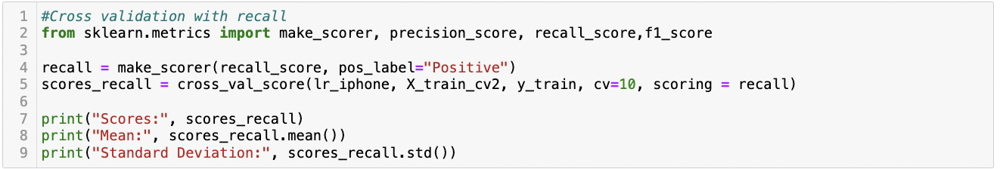 1 #Cross validation with recall
2 from sklearn.metrics import make_scorer, precision_score, recall_score,f1_score
3
4 recall = make_scorer(recall_score, pos_label="Positive")
5 scores_recall = cross_val_score(lr_iphone, X_train_cv2, y_train, cv=10, scoring = recall)
6
7 print("Scores:", scores_recall)
8 print("Mean:", scores_recall.mean())
9 print("Standard Deviation:", scores_recall.std())